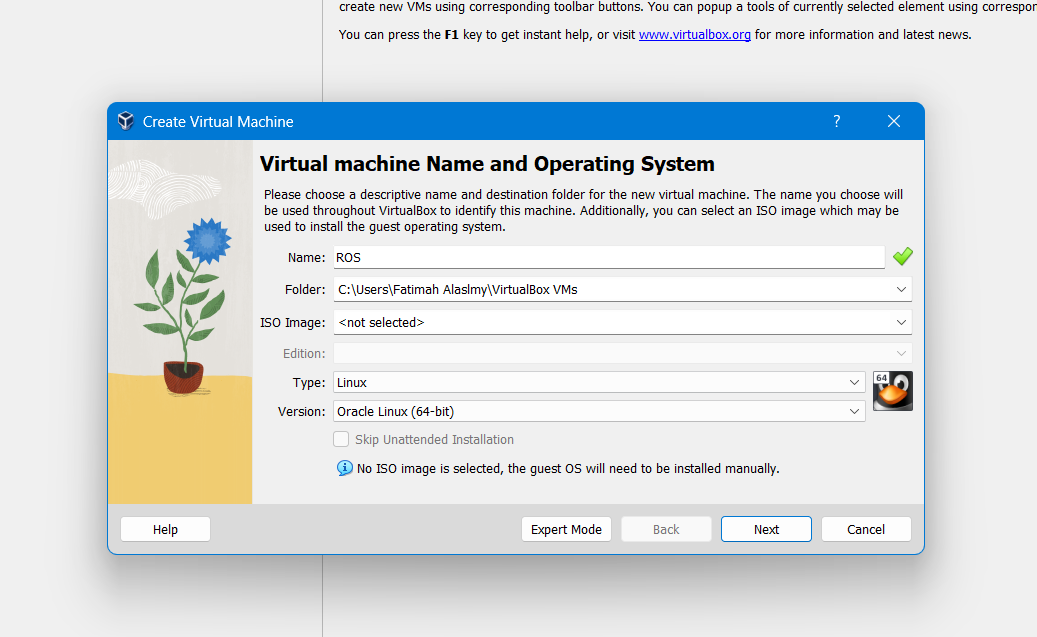 create new VMs using corresponding toolbar buttons. You can popup a tools of currently selected element using correspon
You can press the F1 key to get instant help, or visit www.virtualbox.org for more information and latest news.
Create Virtual Machine
?
Virtual machine Name and Operating System
Please choose a descriptive name and destination folder for the new virtual machine. The name you choose will
be used throughout VirtualBox to identify this machine. Additionally, you can select an ISO image which may be
used to install the guest operating system.
Name: ROS
Folder: C:\Users\Fatimah Alaslmy\VirtualBox VMs
ISO Image: <not selected>
Edition:
Type: Linux
64
Version: Oracle Linux (64-bit)
Skip Unattended Installation
No ISO image is selected, the guest OS will need to be installed manually.
Help Expert Mode Back Next Cancel